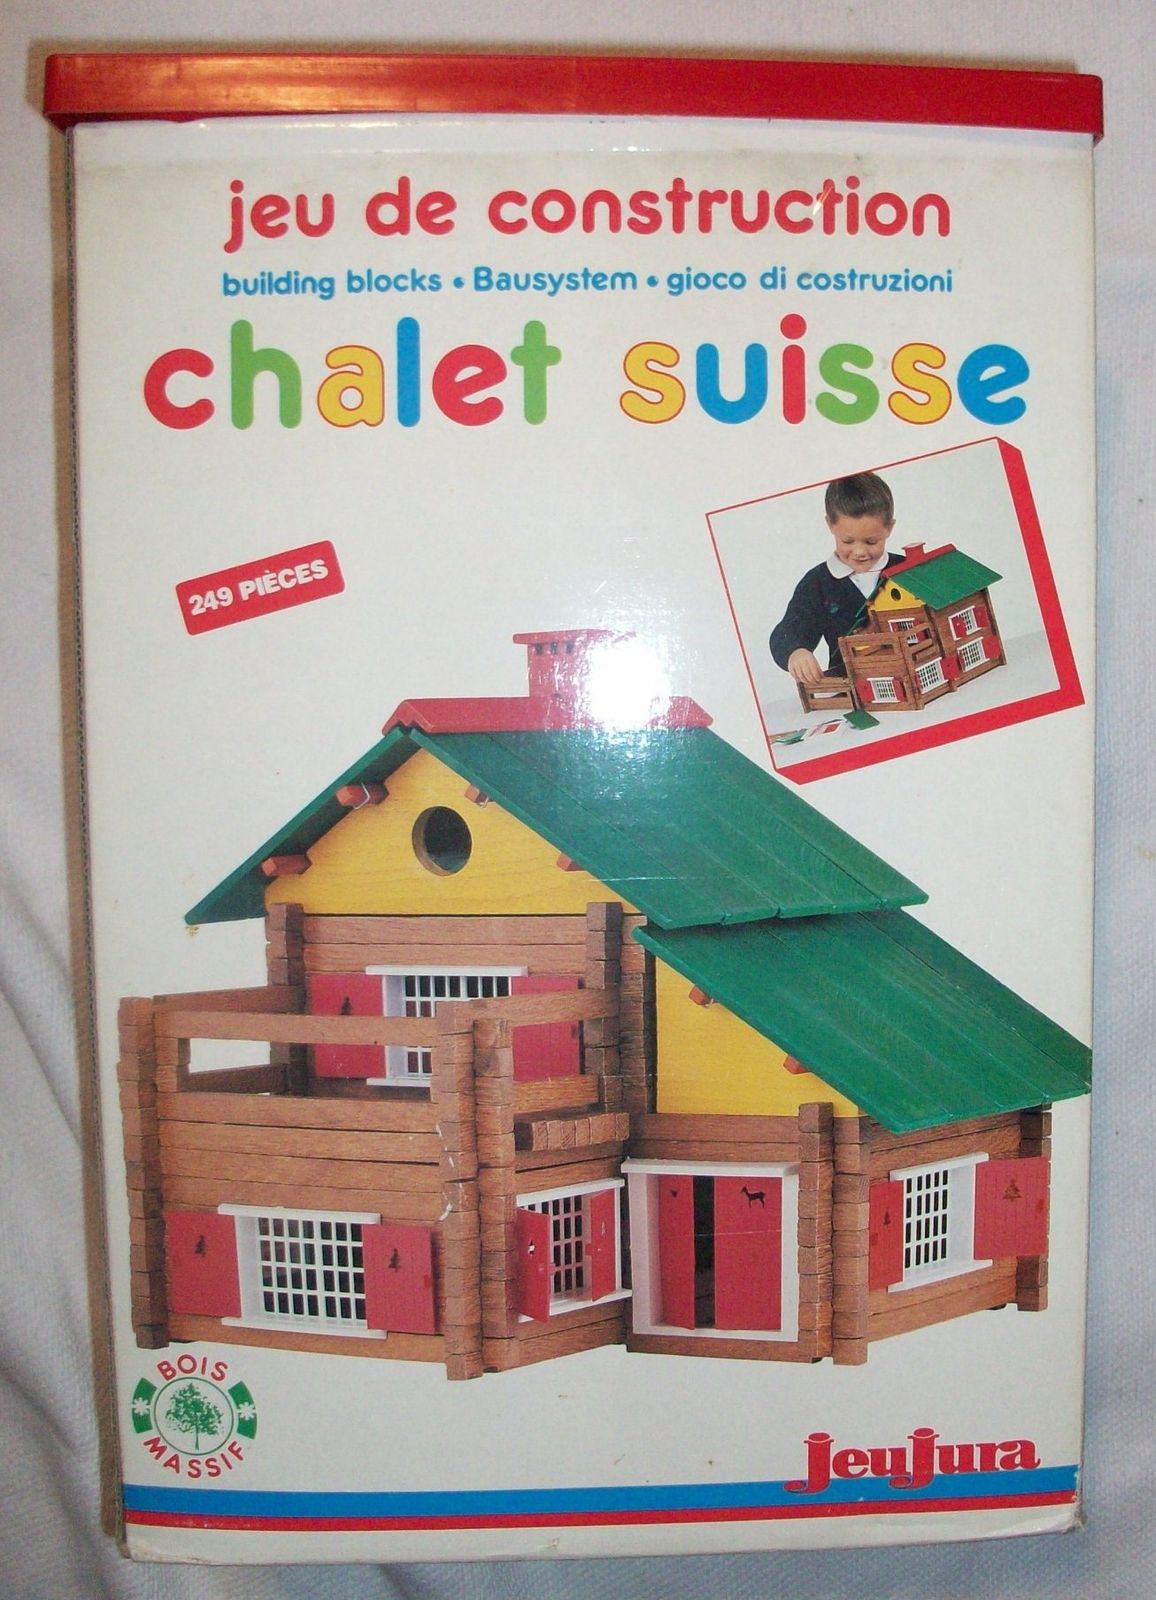 jeu de construction
building blocks • Bausystem • gioco di costruzioni
chalet suisse
249 PIÈCES
BOIS
MASSIF
jeujura